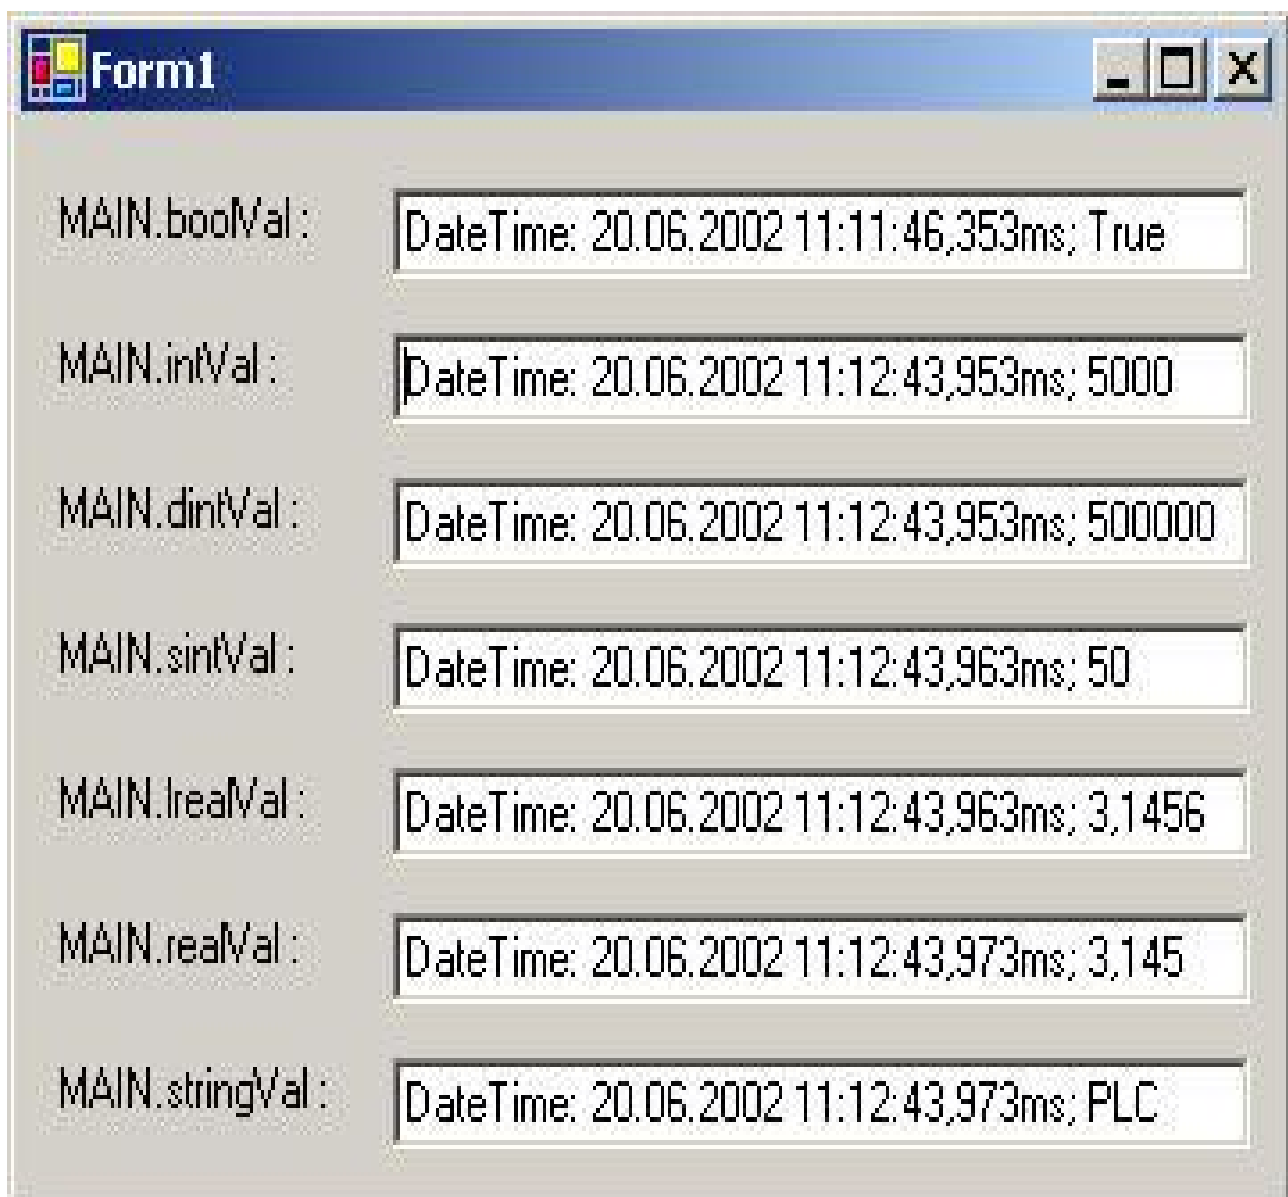 Form1
MAIN.boolVal : DateTime: 20.06.2002 11:11:46,353ms; True
MAIN.intVal : DateTime: 20.06.2002 11:12:43,953ms; 5000
MAIN.dintVal : DateTime: 20.06.2002 11:12:43,953ms; 500000
MAIN.sintVal : DateTime: 20.06.2002 11:12:43,963ms; 50
MAIN.lrealVal : DateTime: 20.06.2002 11:12:43,963ms; 3,1456
MAIN.realVal : DateTime: 20.06.2002 11:12:43,973ms; 3,145
MAIN.stringVal : DateTime: 20.06.2002 11:12:43,973ms; PLC